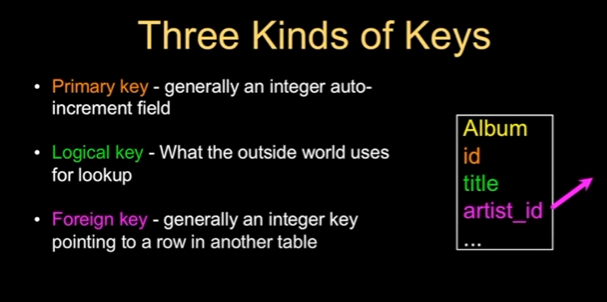 Three Kinds of Keys
• Primary key - generally an integer auto-
increment field
• Logical key - What the outside world uses
for lookup
• Foreign key - generally an integer key
pointing to a row in another table
Album
id
title
artist_id
...